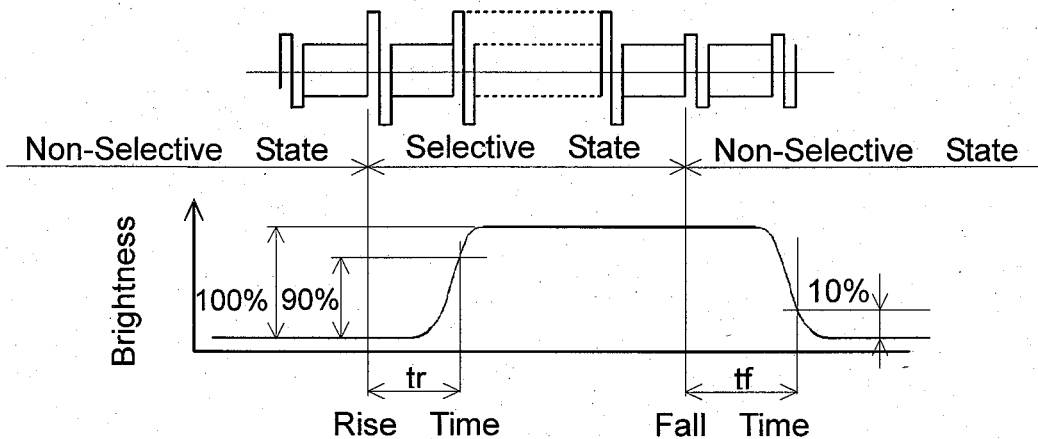 Non-Selective State Selective State Non-Selective State
Brightness
100% 90% 10%
tr tf
Rise Time Fall Time